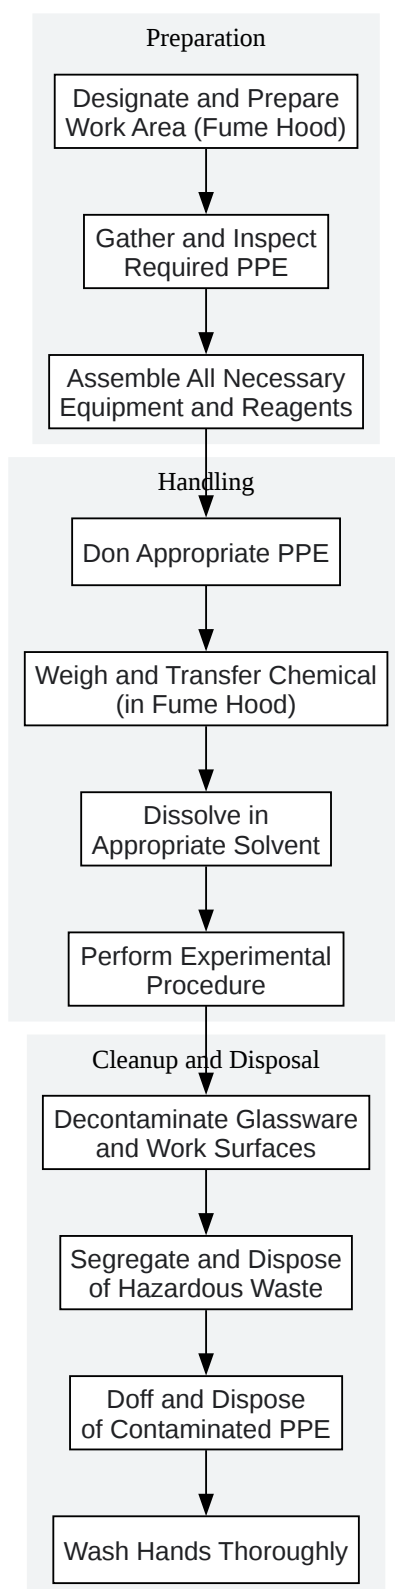 Preparation
Designate and Prepare
Work Area (Fume Hood)
Gather and Inspect
Required PPE
Assemble All Necessary
Equipment and Reagents
Handling
Don Appropriate PPE
Weigh and Transfer Chemical
(in Fume Hood)
Dissolve in
Appropriate Solvent
Perform Experimental
Procedure
Cleanup and Disposal
Decontaminate Glassware
and Work Surfaces
Segregate and Dispose
of Hazardous Waste
Doff and Dispose
of Contaminated PPE
Wash Hands Thoroughly